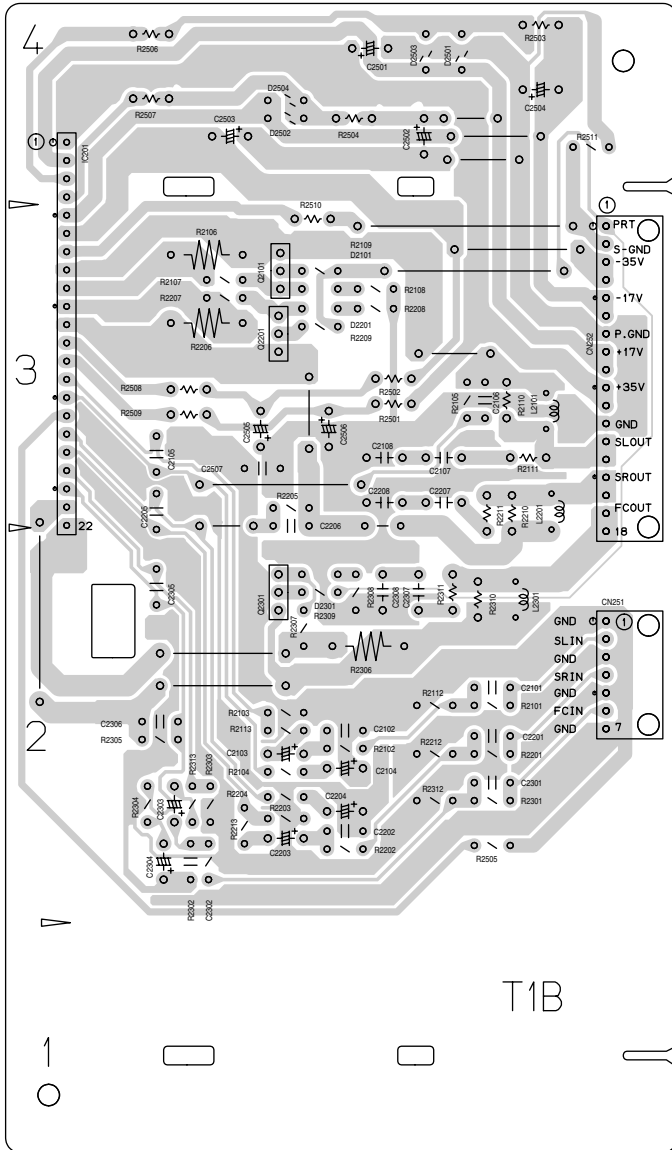 4
R2506
C2501
D2503
D2501
R2503
D2504
R2507
C2503
D2502
R2504
C2502
C2504
R2511
1
IC201
R2510
1
PRT
S-GND
-35V
-17V
P.GND
+17V
+35V
GND
SLOUT
SROUT
FCOUT
18
R2106
R2109
D2101
R2107
Q2101
R2108
R2207
R2208
D2201
R2209
Q2201
R2206
3
R2508
R2509
R2502
R2501
R2105
C2106
R2110
L2101
C2505
C2506
C2105
C2507
C2108
C2107
R2111
R2205
C2208
C2207
C2206
R2211
R2210
L2201
22
C2305
Q2301
D2301
R2309
R2307
R2308
C2308
C2307
R2311
R2310
L2301
R2306
CN251
GND
1
SLIN
GND
SRIN
GND
FCIN
GND
7
2
C2306
R2305
R2103
R2113
C2103
R2104
C2102
R2102
C2104
R2112
C2101
R2101
R2212
C2201
R2201
R2312
C2301
R2301
R2304
C2303
R2313
R2303
R2204
R2203
C2204
R2213
C2203
C2202
R2202
R2505
C2304
R2302
C2302
T1B
1